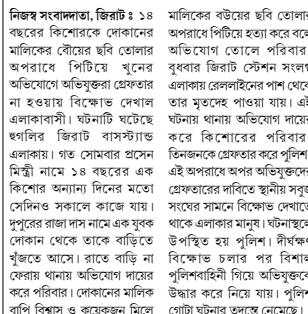 নিজস্ব সংবাদদাতা, জিরাট : ১৪
বছরের কিশোরকে দোকানের
মালিকের বৌয়ের ছবি তোলার
অপরাধে পিটিয়ে খুনের
অভিযোগে অভিযুক্তরা গ্রেফতার
না হওয়ায় বিক্ষোভ দেখাল
এলাকাবাসী। ঘটনাটি ঘটেছে
হুগলির জিরাট বাসস্ট্যান্ড
এলাকায়। গত সোমবার প্রসেন
মিস্ত্রী নামে ১৪ বছরের এক
কিশোর অন্যান্য দিনের মতো
সেদিনও সকালে কাজে যায়।
দুপুরের রাজা দাস নামে এক যুবক
দোকান থেকে তাকে বাড়িতে
খুঁজতে আসে। রাতে বাড়ি না
ফেরায় থানায় অভিযোগ দায়ের
করে পরিবার। দোকানের মালিক
বাপি বিশ্বাস ও কয়েকজন মিলে
মালিকের বউয়ের ছবি তোলার
অপরাধে পিটিয়ে হত্যা করে বলে
অভিযোগ তোলে পরিবার
বুধবার জিরাট স্টেশন সংলগ্ন
এলাকায় রেললাইনের পাশ থেকে
তার মৃতদেহ পাওয়া যায়। এই
ঘটনায় থানায় অভিযোগ দায়ের
করে কিশোরের পরিবার
তিনজনকে গ্রেফতার করে পুলিশ
এই অপরাধে অপর অভিযুক্তদের
গ্রেফতারের দাবিতে স্থানীয় সবুজ
সংঘের সামনে বিক্ষোভ দেখাতে
থাকে এলাকার মানুষ। ঘটনাস্থলে
উপস্থিত হয় পুলিশ। দীর্ঘক্ষণ
বিক্ষোভ চলার পর বিশাল
পুলিশবাহিনী গিয়ে অভিযুক্তকে
উদ্ধার করে নিয়ে যায়। পুলিশ
গোটা ঘটনার তদন্তে নেমেছে।